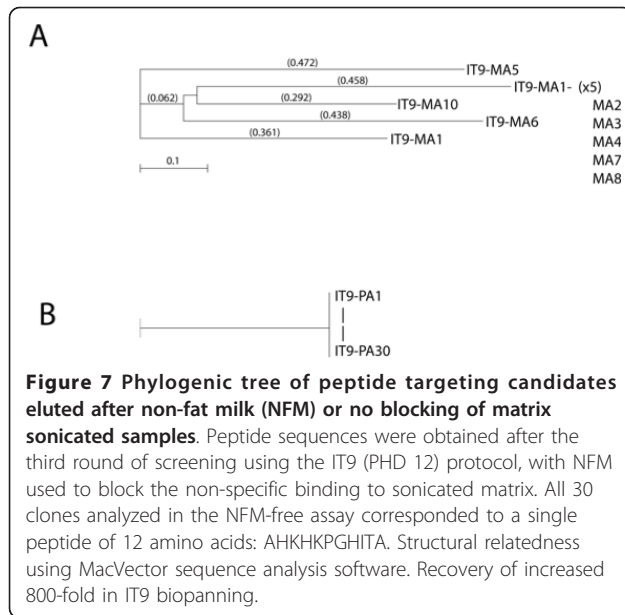 A
(0.472)
IT9-MA5
(0.458)
IT9-MA1- (x5)
(0.062)
(0.292)
IT9-MA10
MA2
(0.438)
IT9-MA6
MA3
(0.361)
IT9-MA1
MA4
0.1
MA7
MA8
B
IT9-PA1
IT9-PA30
Figure 7 Phylogenic tree of peptide targeting candidates
eluted after non-fat milk (NFM) or no blocking of matrix
sonicated samples. Peptide sequences were obtained after the
third round of screening using the IT9 (PHD 12) protocol, with NFM
used to block the non-specific binding to sonicated matrix. All 30
clones analyzed in the NFM-free assay corresponded to a single
peptide of 12 amino acids: AHKHKPGHITA. Structural relatedness
using MacVector sequence analysis software. Recovery of increased
800-fold in IT9 biopanning.